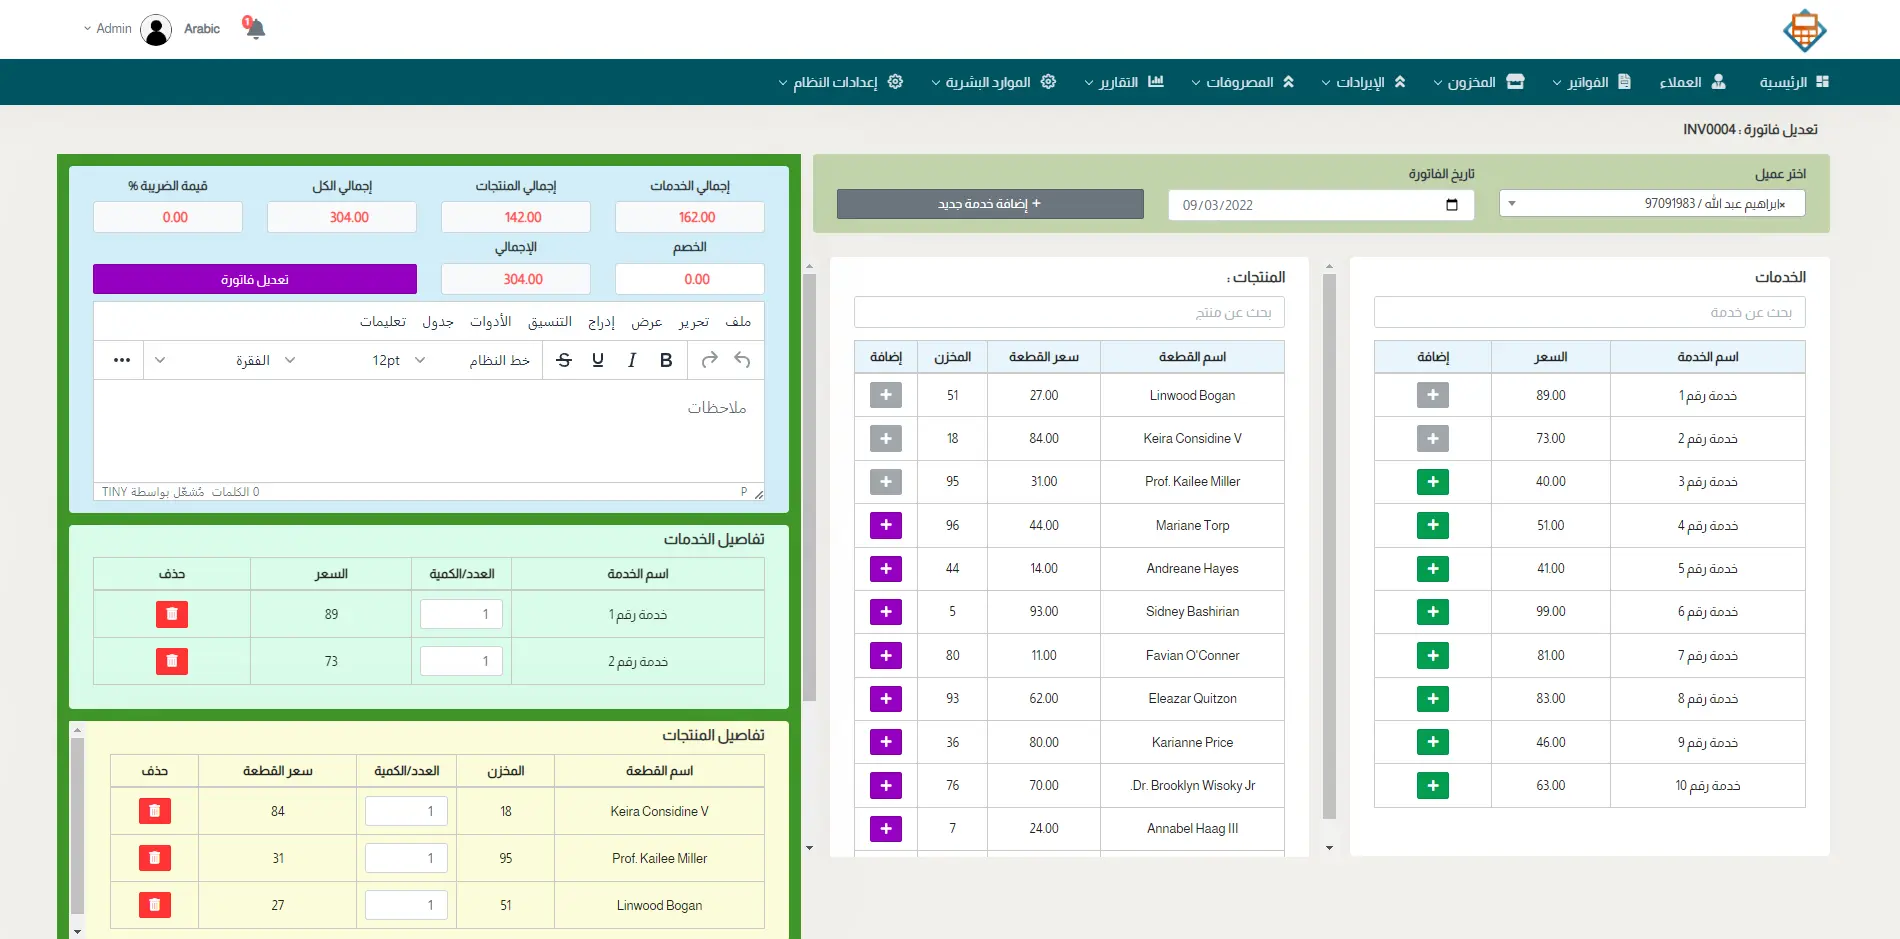 Admin
Arabic
1
الرئيسية
العملاء
الفواتير
المخزون
الإيرادات
المصروفات
التقارير
الموارد البشرية
إعدادات النظام
تعديل فاتورة : INV0004
اختر عميل
×ابراهيم عبد الله / 97091983
تاريخ الفاتورة
09/03/2022
+ إضافة خدمة جديد
الخدمات
بحث عن خدمة
اسم الخدمة السعر إضافة
خدمة رقم 1 89.00 +
خدمة رقم 2 73.00 +
خدمة رقم 3 40.00 +
خدمة رقم 4 51.00 +
خدمة رقم 5 41.00 +
خدمة رقم 6 99.00 +
خدمة رقم 7 81.00 +
خدمة رقم 8 83.00 +
خدمة رقم 9 46.00 +
خدمة رقم 10 63.00 +
المنتجات :
بحث عن منتج
اسم القطعة سعر القطعة المخزن إضافة
Linwood Bogan 27.00 51 +
Keira Considine V 84.00 18 +
Prof. Kailee Miller 31.00 95 +
Mariane Torp 44.00 96 +
Andreane Hayes 14.00 44 +
Sidney Bashirian 93.00 5 +
Favian O'Conner 11.00 80 +
Eleazar Quitzon 62.00 93 +
Karianne Price 80.00 36 +
.Dr. Brooklyn Wisoky Jr 70.00 76 +
Annabel Haag III 24.00 7 +
إجمالي الخدمات إجمالي المنتجات إجمالي الكل قيمة الضريبة %
162.00 142.00 304.00 0.00
الخصم الإجمالي
0.00 304.00 تعديل فاتورة
ملف تحرير عرض إدراج التنسيق الأدوات جدول تعليمات
B I U S خط النظام 12pt الفقرة •••
ملاحظات
P 0 الكلمات مُشغّل بواسطة TINY
تفاصيل الخدمات
اسم الخدمة العدد/الكمية السعر حذف
خدمة رقم 1 1 89
خدمة رقم 2 1 73
تفاصيل المنتجات
اسم القطعة المخزن العدد/الكمية سعر القطعة حذف
Keira Considine V 18 1 84
Prof. Kailee Miller 95 1 31
Linwood Bogan 51 1 27